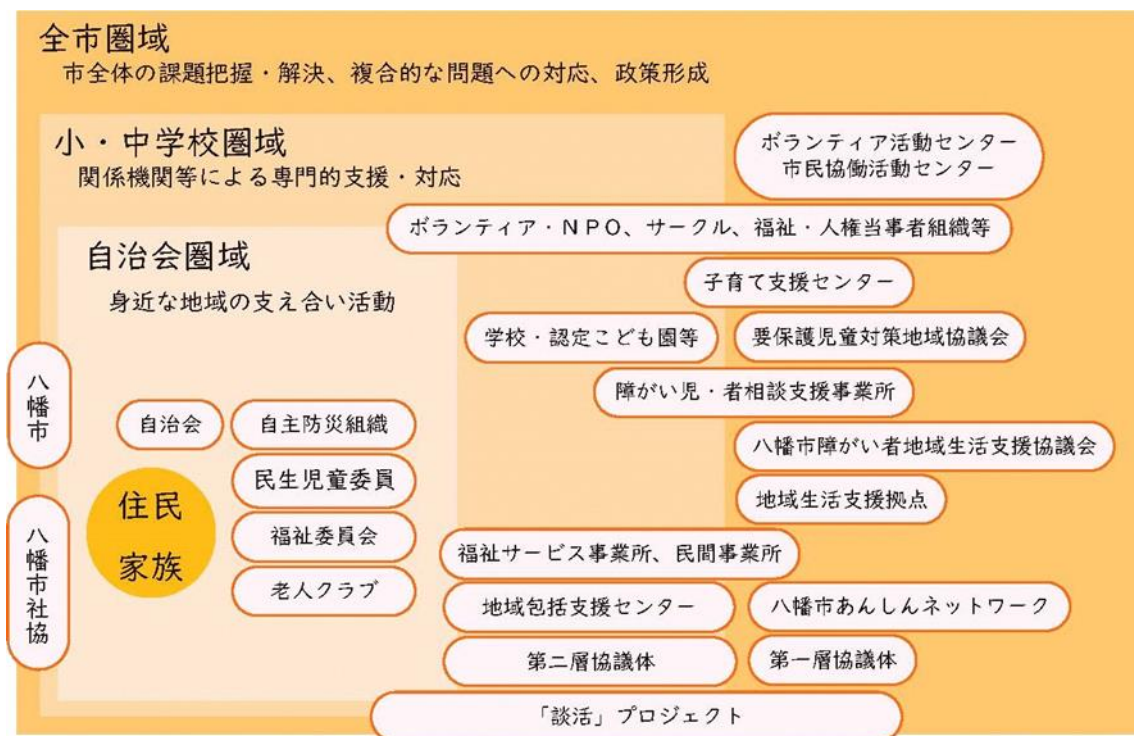 全市圏域
市全体の課題把握・解決、複合的な問題への対応、政策形成
小・中学校圏域
関係機関等による専門的支援・対応
自治会圏域
身近な地域の支え合い活動
ボランティア活動センター
市民協働活動センター
ボランティア・NPO、サークル、福祉・人権当事者組織等
子育て支援センター
学校・認定こども園等
要保護児童対策地域協議会
障がい児・者相談支援事業所
八幡市
自治会
自主防災組織
八幡市障がい者地域生活支援協議会
民生児童委員
地域生活支援拠点
住民
家族
八幡市社協
福祉委員会
福祉サービス事業所、民間事業所
老人クラブ
地域包括支援センター
八幡市あんしんネットワーク
第二層協議体
第一層協議体
「談活」プロジェクト